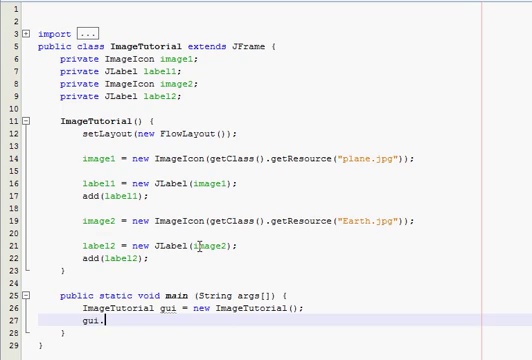 1
2
3 import ...
5 public class ImageTutorial extends JFrame {
6 private ImageIcon image1;
7 private JLabel label1;
8 private ImageIcon image2;
9 private JLabel label2;
10
11 ImageTutorial() {
12 setLayout(new FlowLayout());
13
14 image1 = new ImageIcon(getClass().getResource("plane.jpg"));
15
16 label1 = new JLabel(image1);
17 add(label1);
18
19 image2 = new ImageIcon(getClass().getResource("Earth.jpg"));
20
21 label2 = new JLabel(image2);
22 add(label2);
23 }
24
25 public static void main (String args[]) {
26 ImageTutorial gui = new ImageTutorial();
27 gui.
28 }
29 }